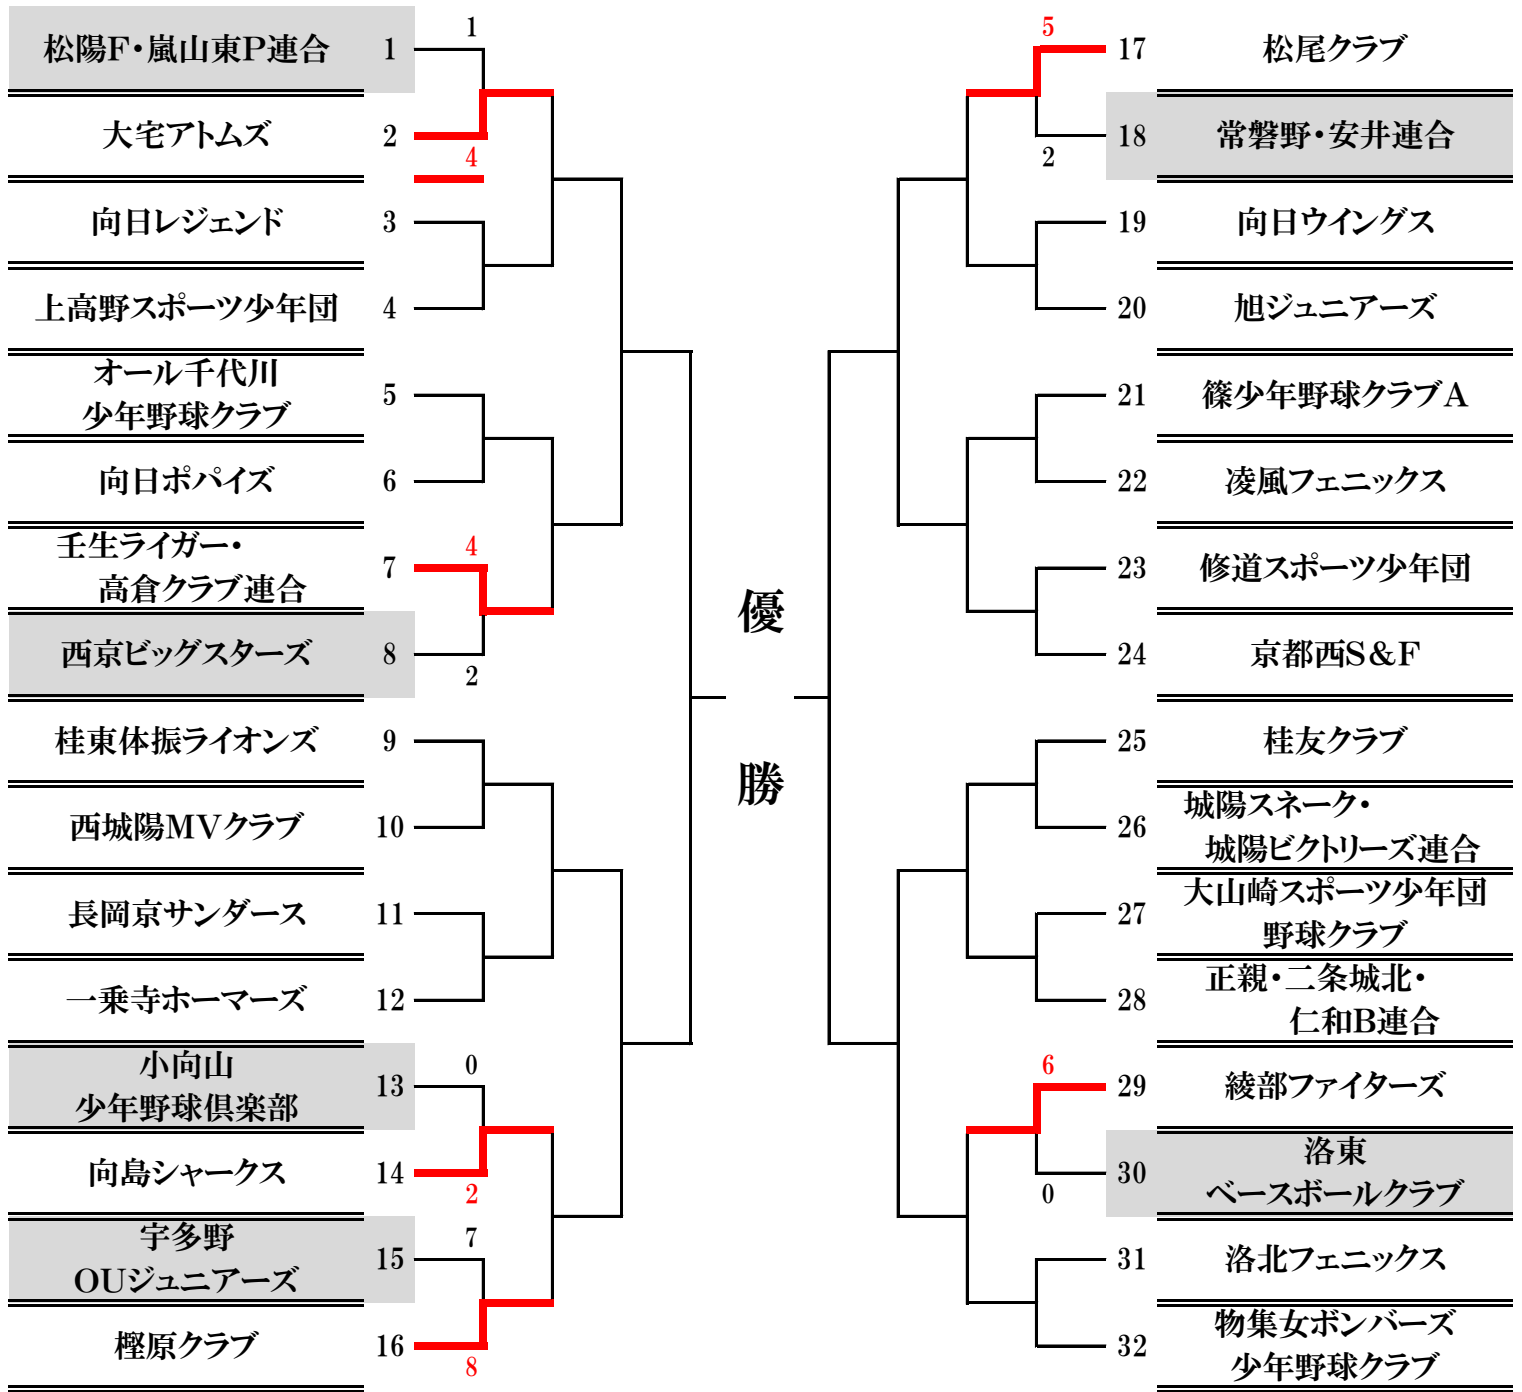 松陽F・嵐山東P連合 1 1
大宅アトムズ 2 4
向日レジェンド 3
上高野スポーツ少年団 4
オール千代川
少年野球クラブ 5
向日ポパイズ 6
壬生ライガー・
高倉クラブ連合 7 4
西京ビッグスターズ 8 2
桂東体振ライオンズ 9
西城陽MVクラブ 10
長岡京サンダース 11
一乗寺ホーマーズ 12
小向山
少年野球倶楽部 13 0
向島シャークス 14 2
宇多野
OUジュニアーズ 15 7
樫原クラブ 16 8
優
勝
5 17 松尾クラブ
2 18 常磐野・安井連合
19 向日ウイングス
20 旭ジュニアーズ
21 篠少年野球クラブA
22 凌風フェニックス
23 修道スポーツ少年団
24 京都西S&F
25 桂友クラブ
26 城陽スネーク・
城陽ビクトリーズ連合
27 大山崎スポーツ少年団
野球クラブ
28 正親・二条城北・
仁和B連合
6 29 綾部ファイターズ
0 30 洛東
ベースボールクラブ
31 洛北フェニックス
32 物集女ボンバーズ
少年野球クラブ